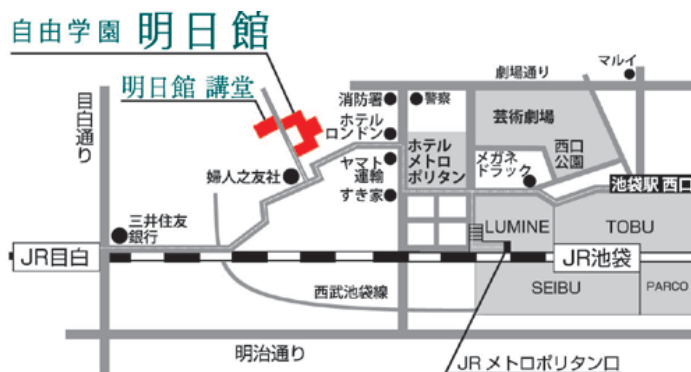 自由学園 明日館
明日館 講堂
目白通り
マルイ
劇場通り
消防署
警察
ホテル
ロンドン
芸術劇場
西口
公園
ホテル
メトロ
ポリタン
メガネ
ドラック
ヤマト
運輸
婦人之友社
すき家
池袋駅 西口
三井住友
銀行
LUMINE
TOBU
JR目白
JR池袋
西武池袋線
SEIBU
PARCO
明治通り
JRメトロポリタン口